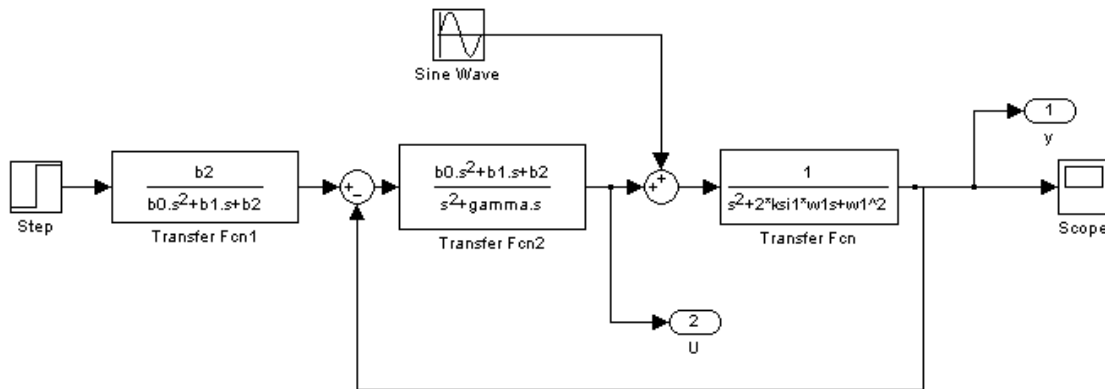 Sine Wave
Step
b2
b0.s²+b1.s+b2
Transfer Fcn1
+
−
b0.s²+b1.s+b2
s²+gamma.s
Transfer Fcn2
+
+
1
s²+2*ksi1*w1s+w1^2
Transfer Fcn
1
y
Scope
2
U